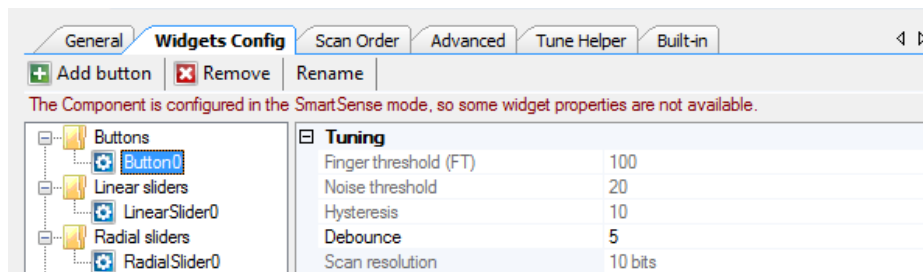 General Widgets Config Scan Order Advanced Tune Helper Built-in
Add button Remove Rename
The Component is configured in the SmartSense mode, so some widget properties are not available.
Buttons
Button0
Linear sliders
LinearSlider0
Radial sliders
RadialSlider0
Tuning
Finger threshold (FT) 100
Noise threshold 20
Hysteresis 10
Debounce 5
Scan resolution 10 bits